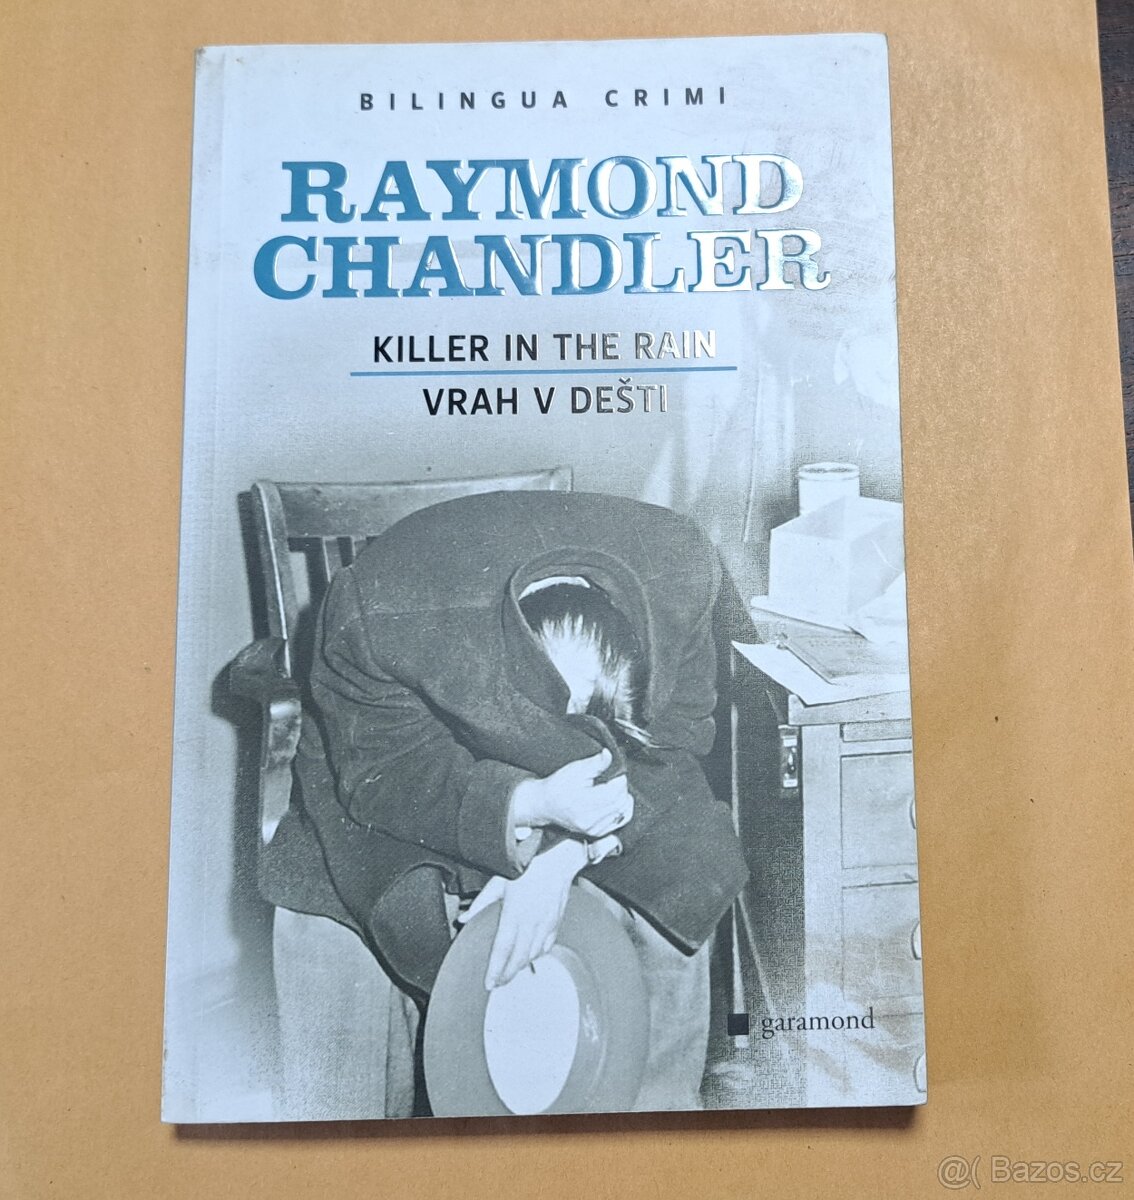 BILINGUA CRIMI
RAYMOND
CHANDLER
KILLER IN THE RAIN
VRAH V DEŠTI
garamond
@( Bazos.cz